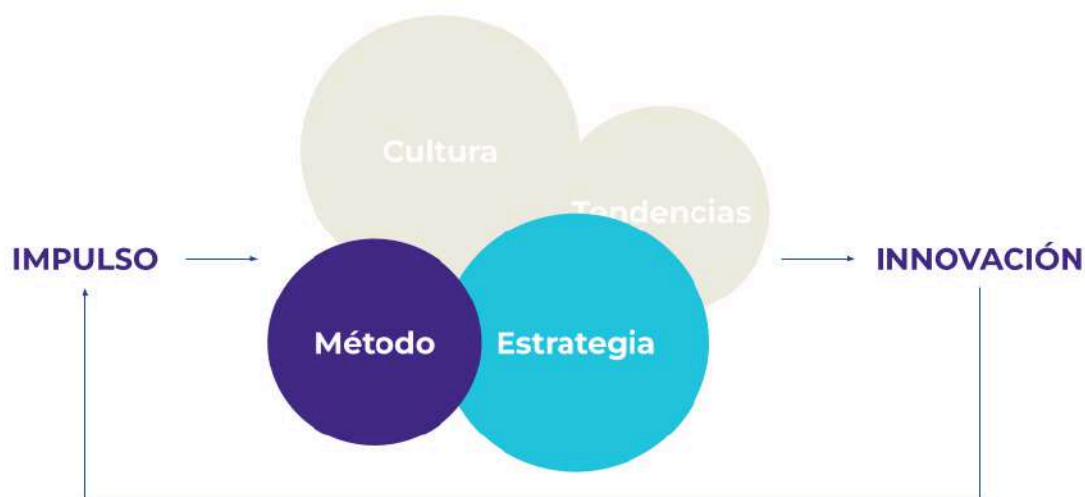 Cultura
Tendencias
IMPULSO
INNOVACIÓN
Método
Estrategia